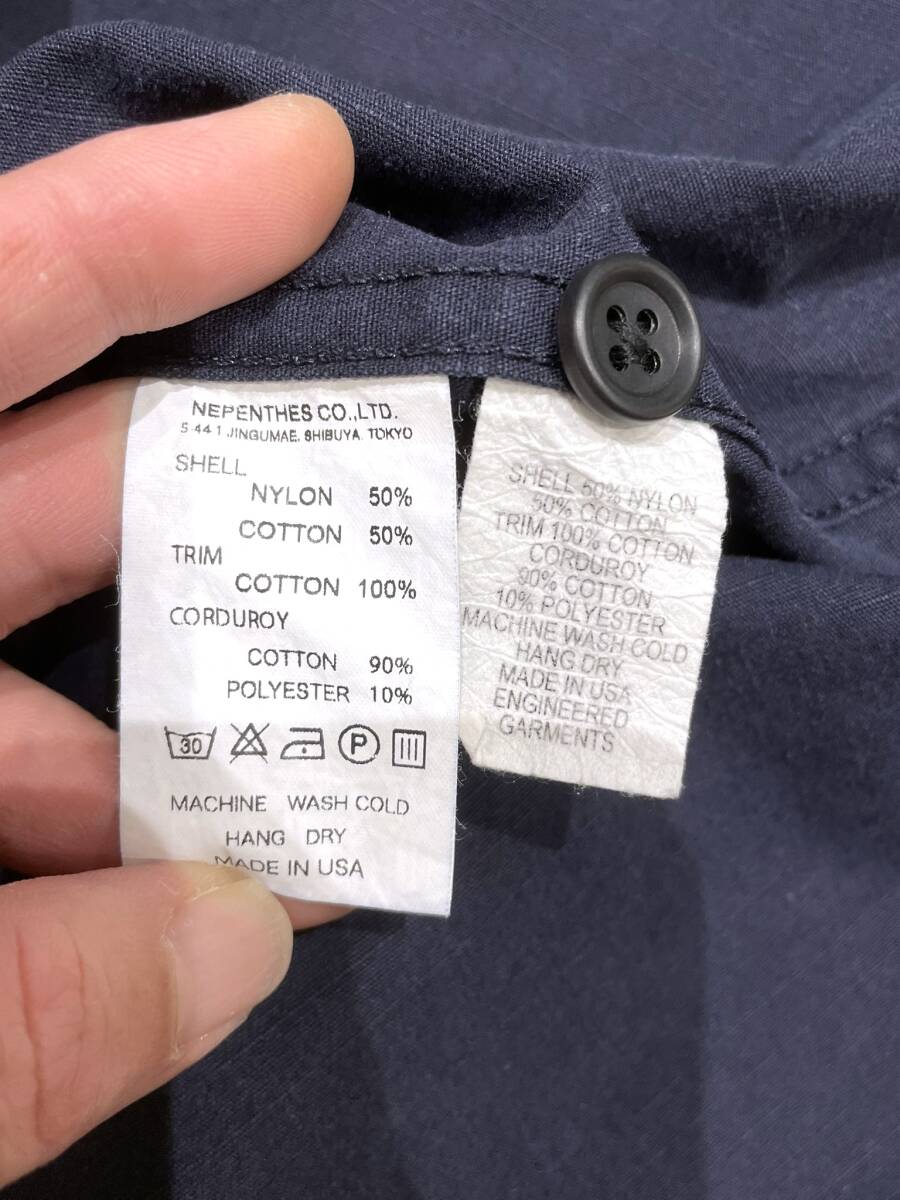 NEPENTHES CO.,LTD.
5-44-1 JINGUMAE, SHIBUYA, TOKYO
SHELL
NYLON 50%
COTTON 50%
TRIM
COTTON 100%
CORDUROY
COTTON 90%
POLYESTER 10%
30
P
MACHINE WASH COLD
HANG DRY
MADE IN USA
SHELL 50% NYLON
50% COTTON
TRIM 100% COTTON
CORDUROY
90% COTTON
10% POLYESTER
MACHINE WASH COLD
HANG DRY
MADE IN USA
ENGINEERED
GARMENTS